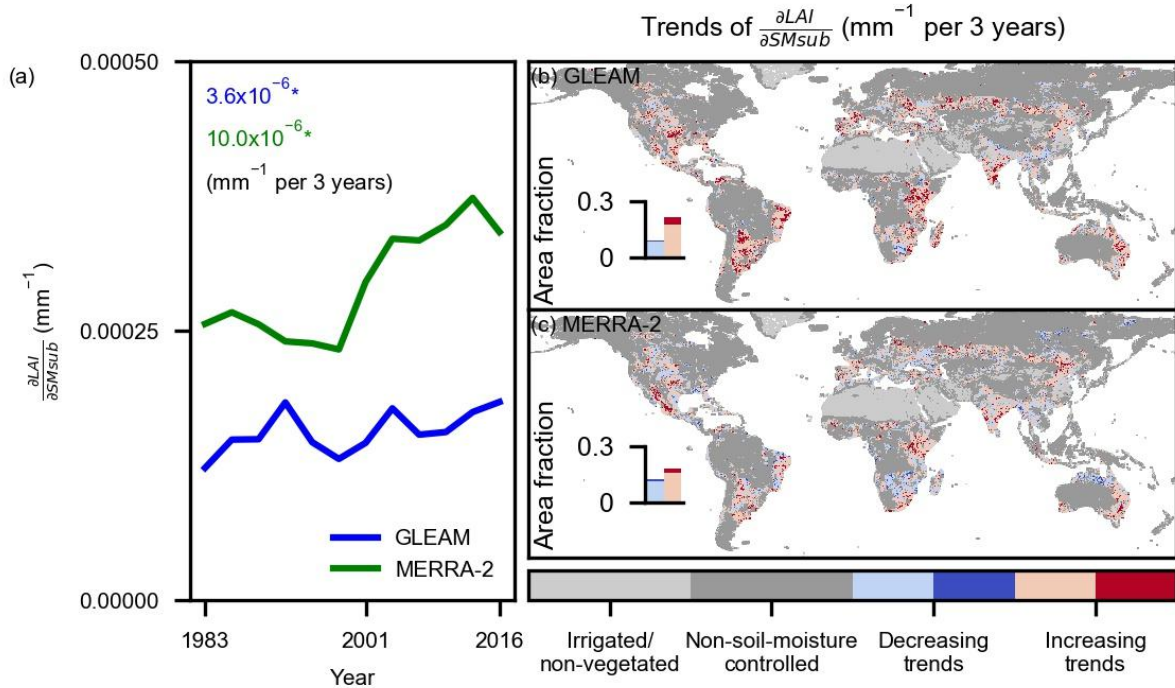 Trends of ∂LAI/∂SMsub (mm⁻¹ per 3 years)
(a)
0.00050
0.00025
0.00000
∂LAI/∂SMsub (mm⁻¹)
3.6x10⁻⁶*
10.0x10⁻⁶*
(mm⁻¹ per 3 years)
GLEAM
MERRA-2
1983
2001
2016
Year
(b) GLEAM
Area fraction
0.3
0
(c) MERRA-2
Area fraction
0.3
0
Irrigated/
non-vegetated
Non-soil-moisture
controlled
Decreasing
trends
Increasing
trends